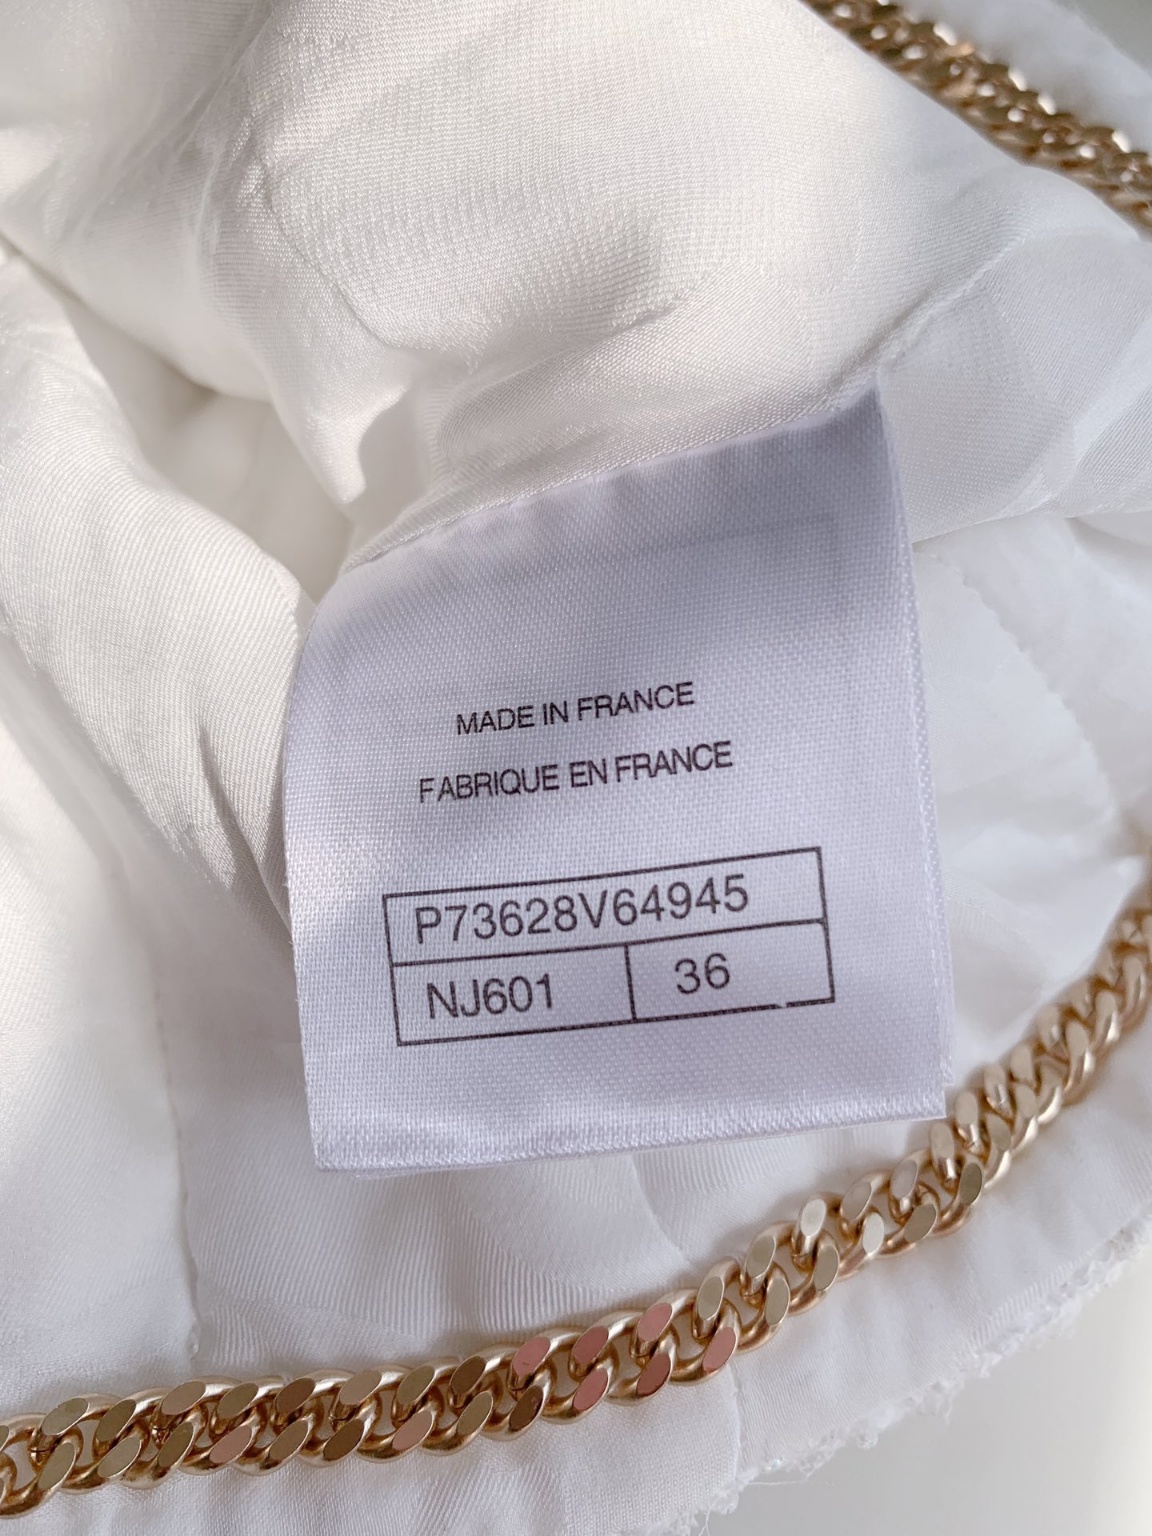 MADE IN FRANCE
FABRIQUE EN FRANCE
P73628V64945
NJ601 36